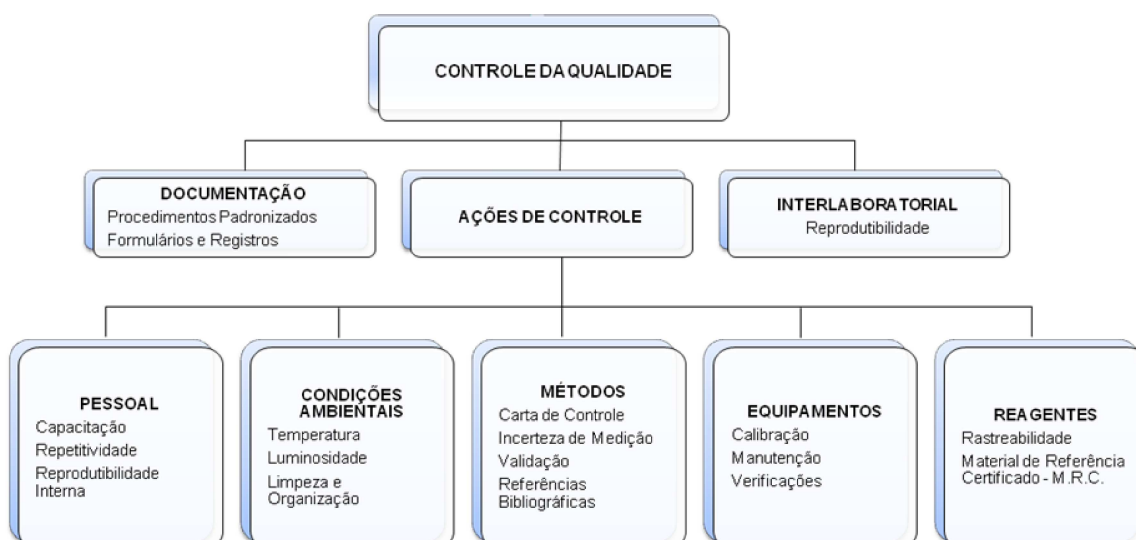 CONTROLE DA QUALIDADE
DOCUMENTAÇÃO
Procedimentos Padronizados
Formulários e Registros
AÇÕES DE CONTROLE
INTERLABORATORIAL
Reprodutibilidade
PESSOAL
Capacitação
Repetitividade
Reprodutibilidade
Interna
CONDIÇÕES
AMBIENTAIS
Temperatura
Luminosidade
Limpeza e
Organização
MÉTODOS
Carta de Controle
Incerteza de Medição
Validação
Referências
Bibliográficas
EQUIPAMENTOS
Calibração
Manutenção
Verificações
REAGENTES
Rastreabilidade
Material de Referência
Certificado - M.R.C.